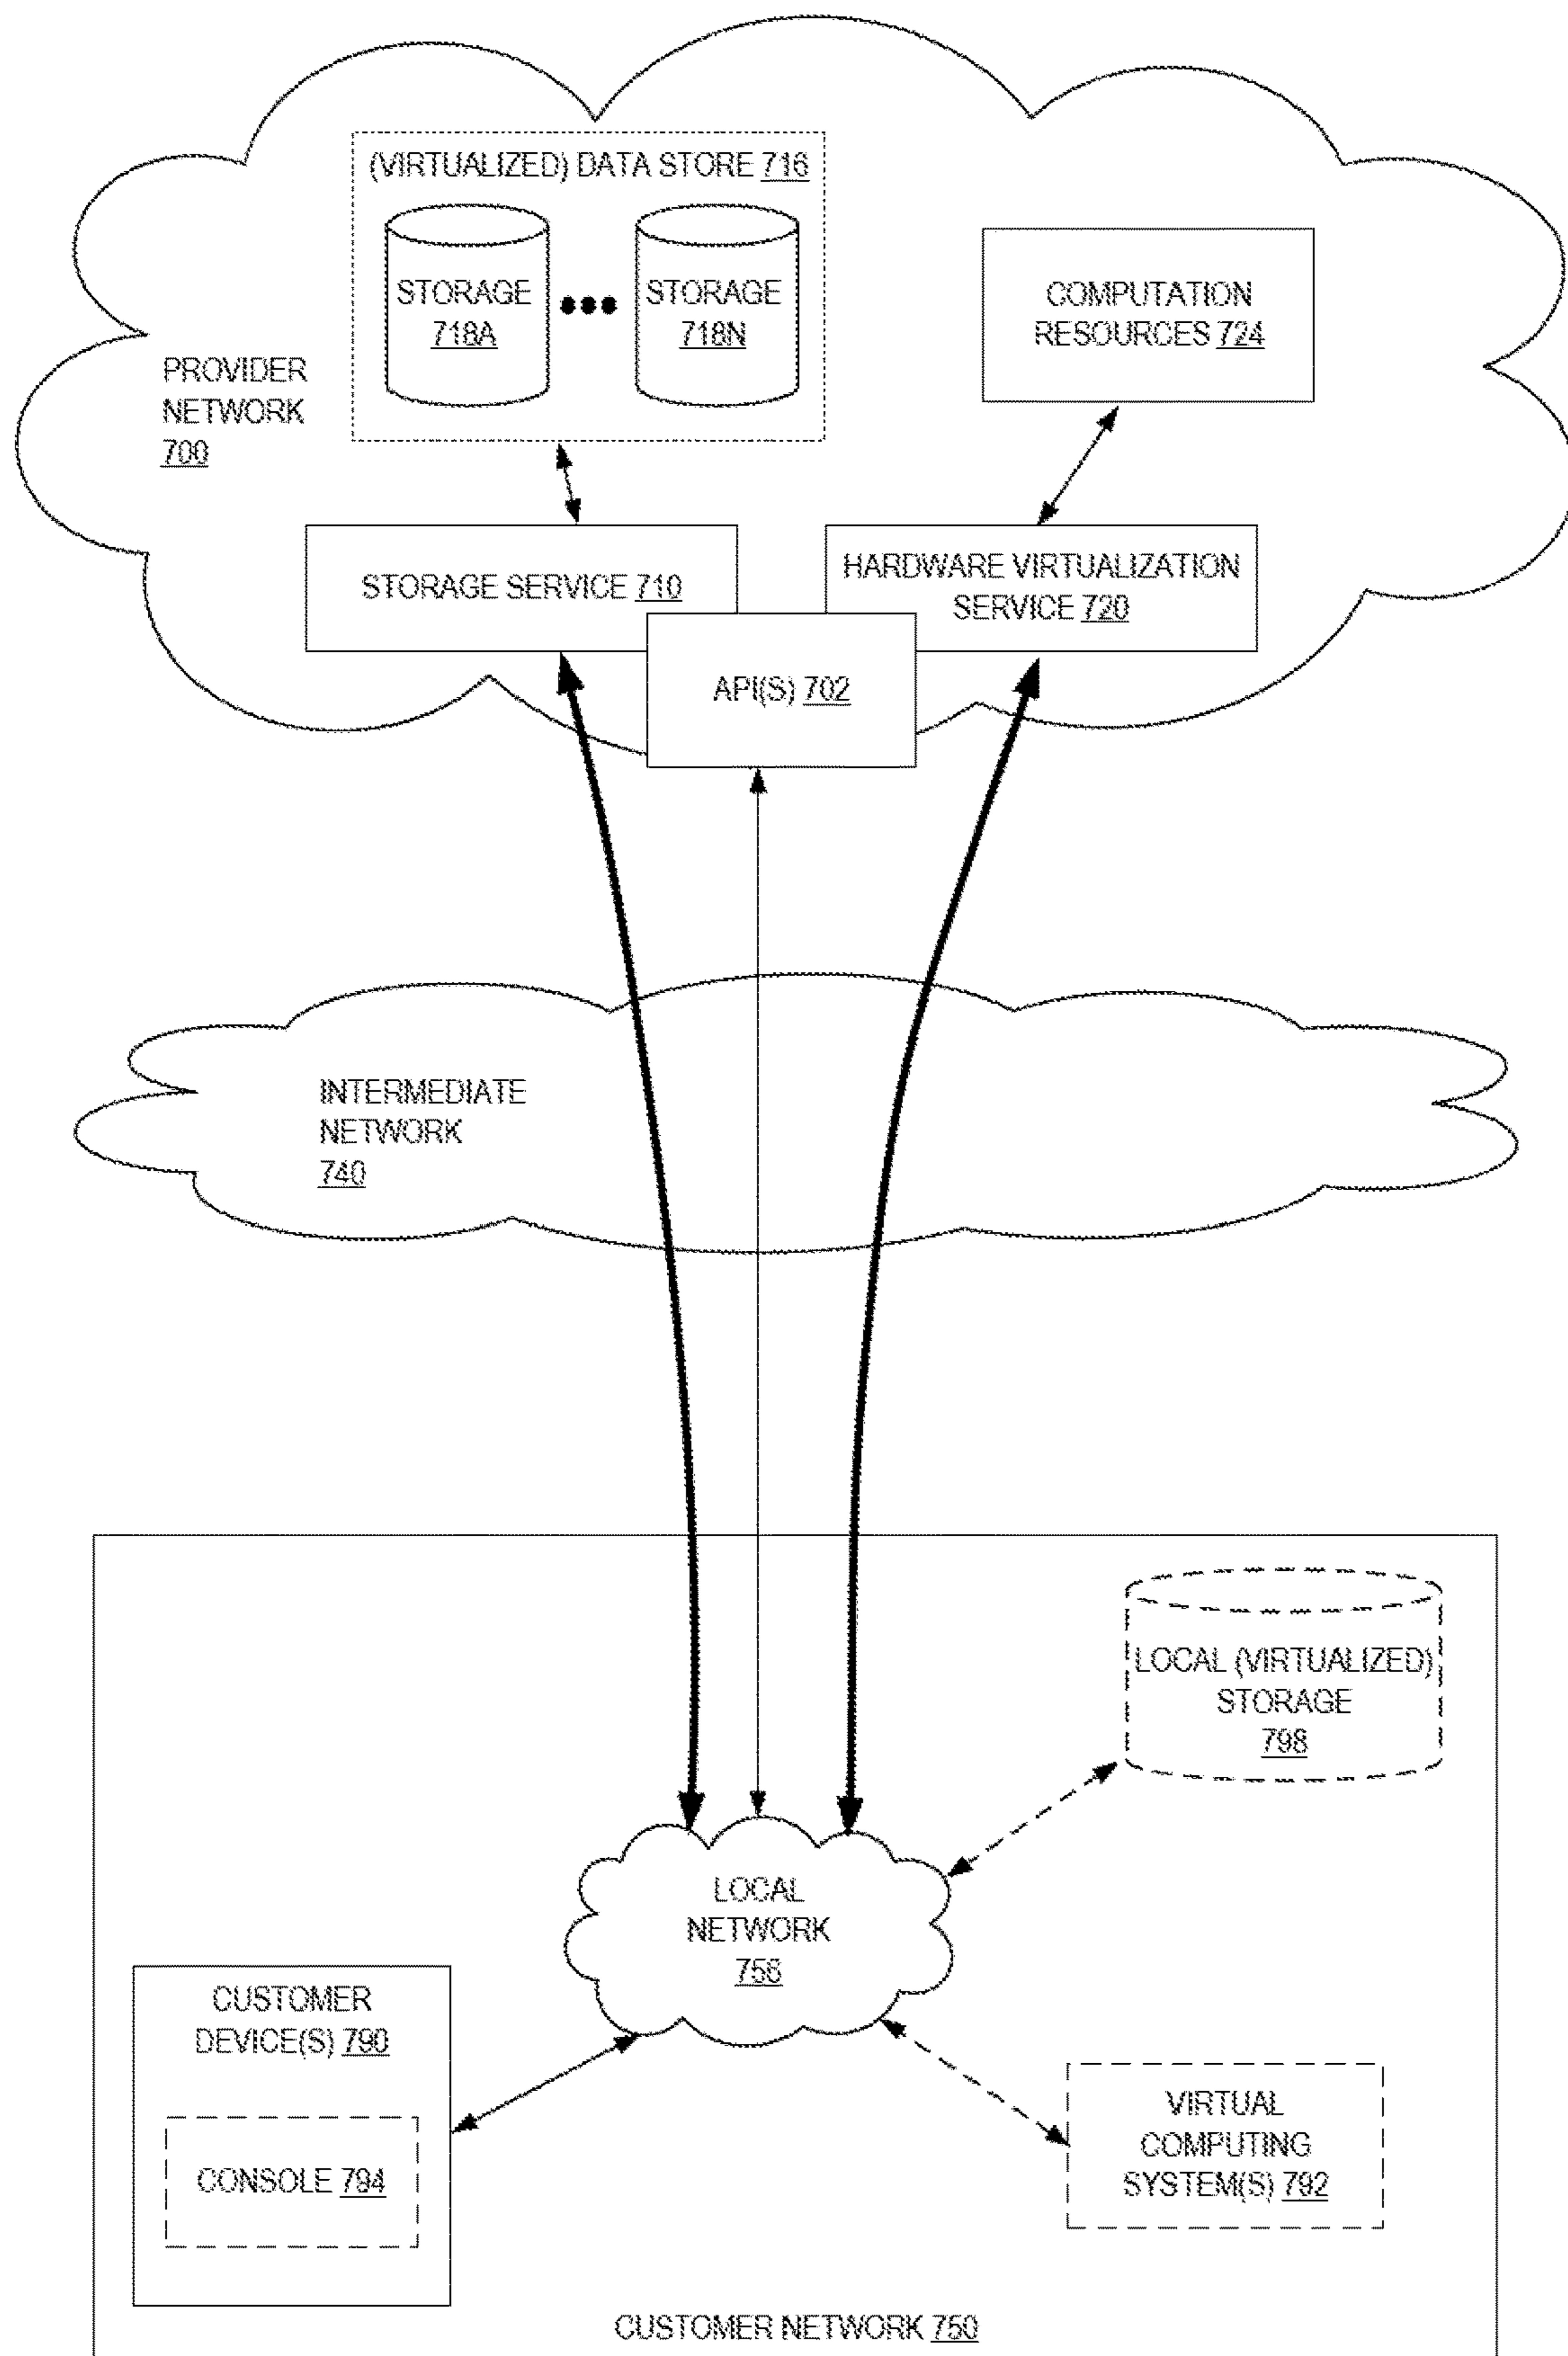 (VIRTUALIZED) DATA STORE 716
STORAGE
718A
STORAGE
718N
COMPUTATION
RESOURCES 724
PROVIDER
NETWORK
700
STORAGE SERVICE 710
HARDWARE VIRTUALIZATION
SERVICE 720
API(S) 702
INTERMEDIATE
NETWORK
740
LOCAL (VIRTUALIZED)
STORAGE
798
LOCAL
NETWORK
756
CUSTOMER
DEVICE(S) 790
CONSOLE 794
VIRTUAL
COMPUTING
SYSTEM(S) 792
CUSTOMER NETWORK 750